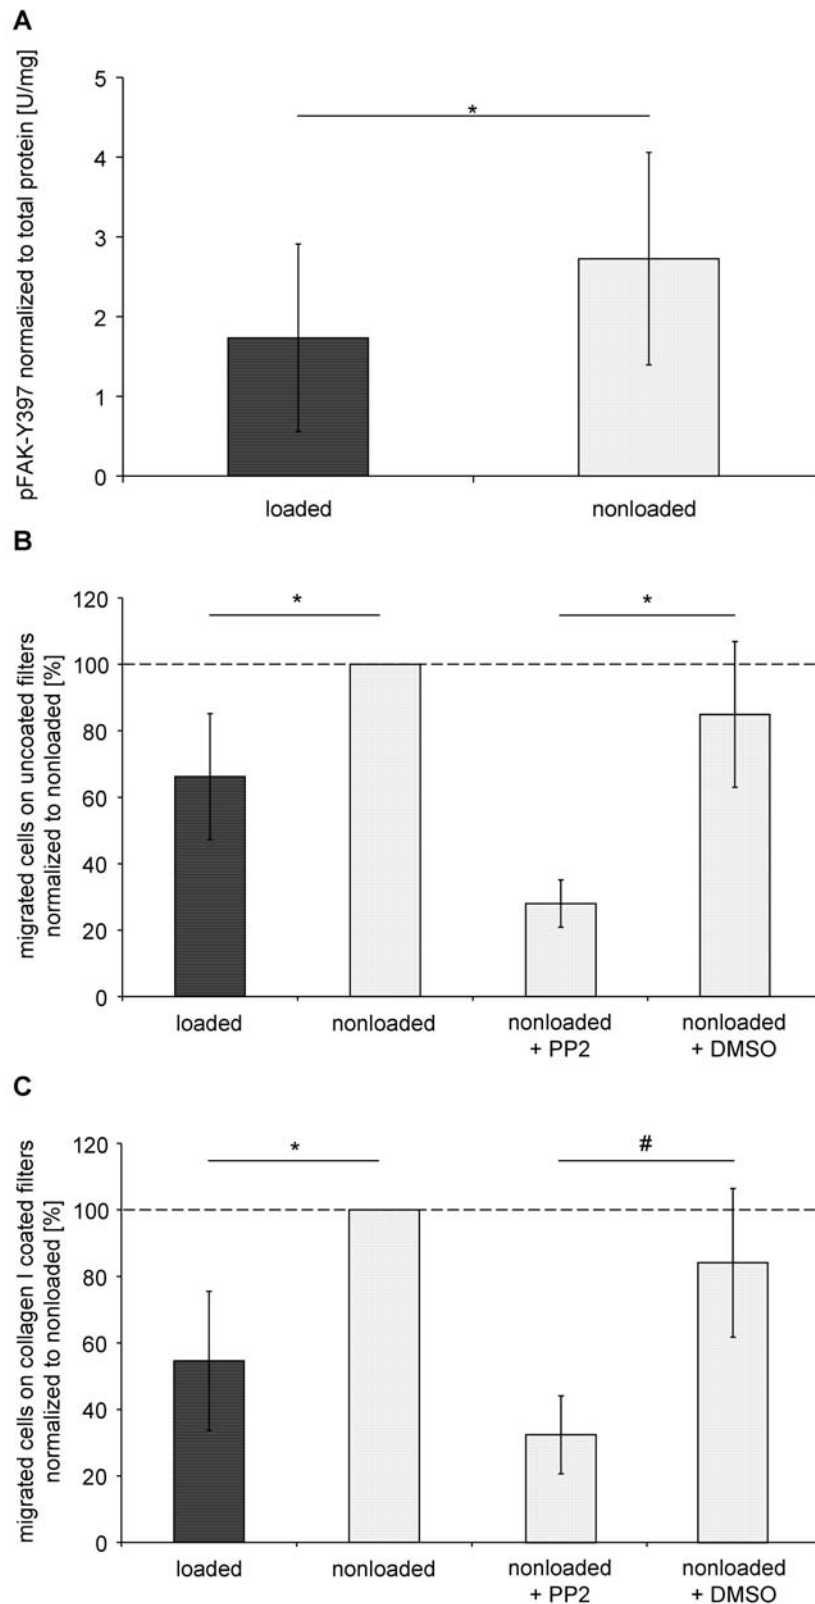 A
pFAK-Y397 normalized to total protein [U/mg]
5
4
3
2
1
0
*
loaded
nonloaded
B
migrated cells on uncoated filters
normalized to nonloaded [%]
120
100
80
60
40
20
0
*
*
loaded
nonloaded
nonloaded
+ PP2
nonloaded
+ DMSO
C
migrated cells on collagen I coated filters
normalized to nonloaded [%]
120
100
80
60
40
20
0
*
#
loaded
nonloaded
nonloaded
+ PP2
nonloaded
+ DMSO